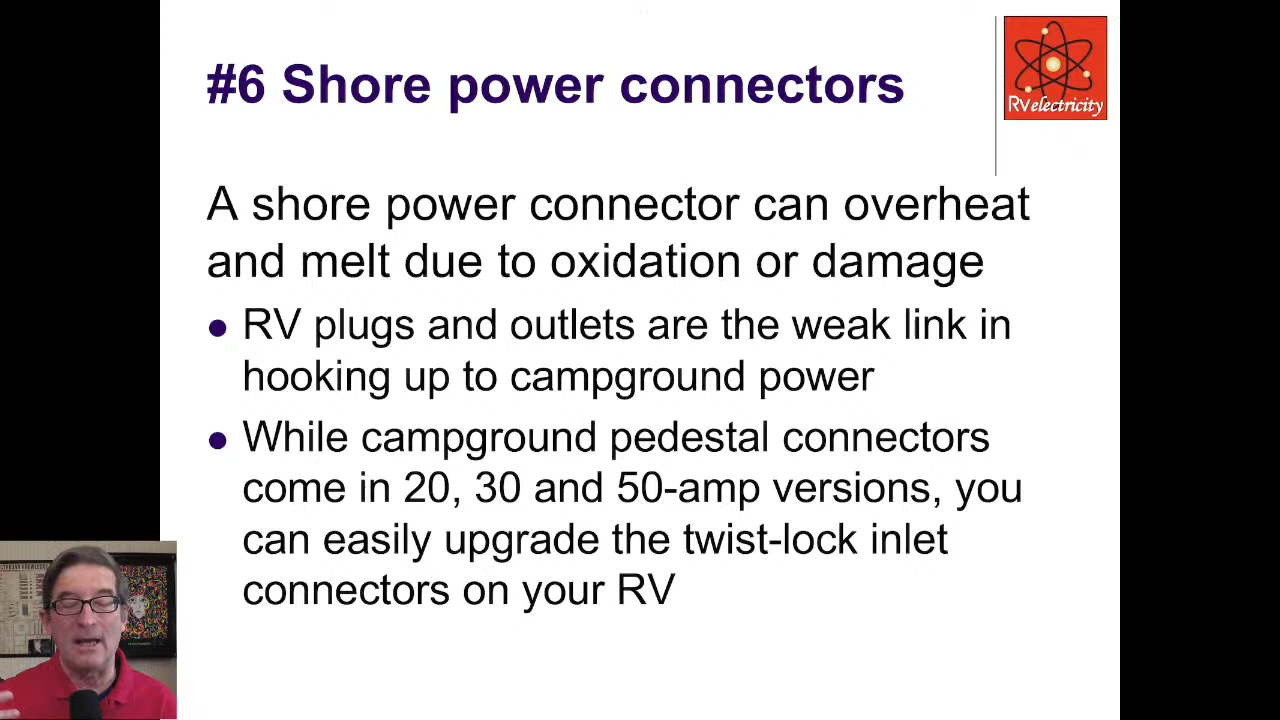 #6 Shore power connectors
RVelectricity
A shore power connector can overheat
and melt due to oxidation or damage
● RV plugs and outlets are the weak link in
hooking up to campground power
● While campground pedestal connectors
come in 20, 30 and 50-amp versions, you
can easily upgrade the twist-lock inlet
connectors on your RV